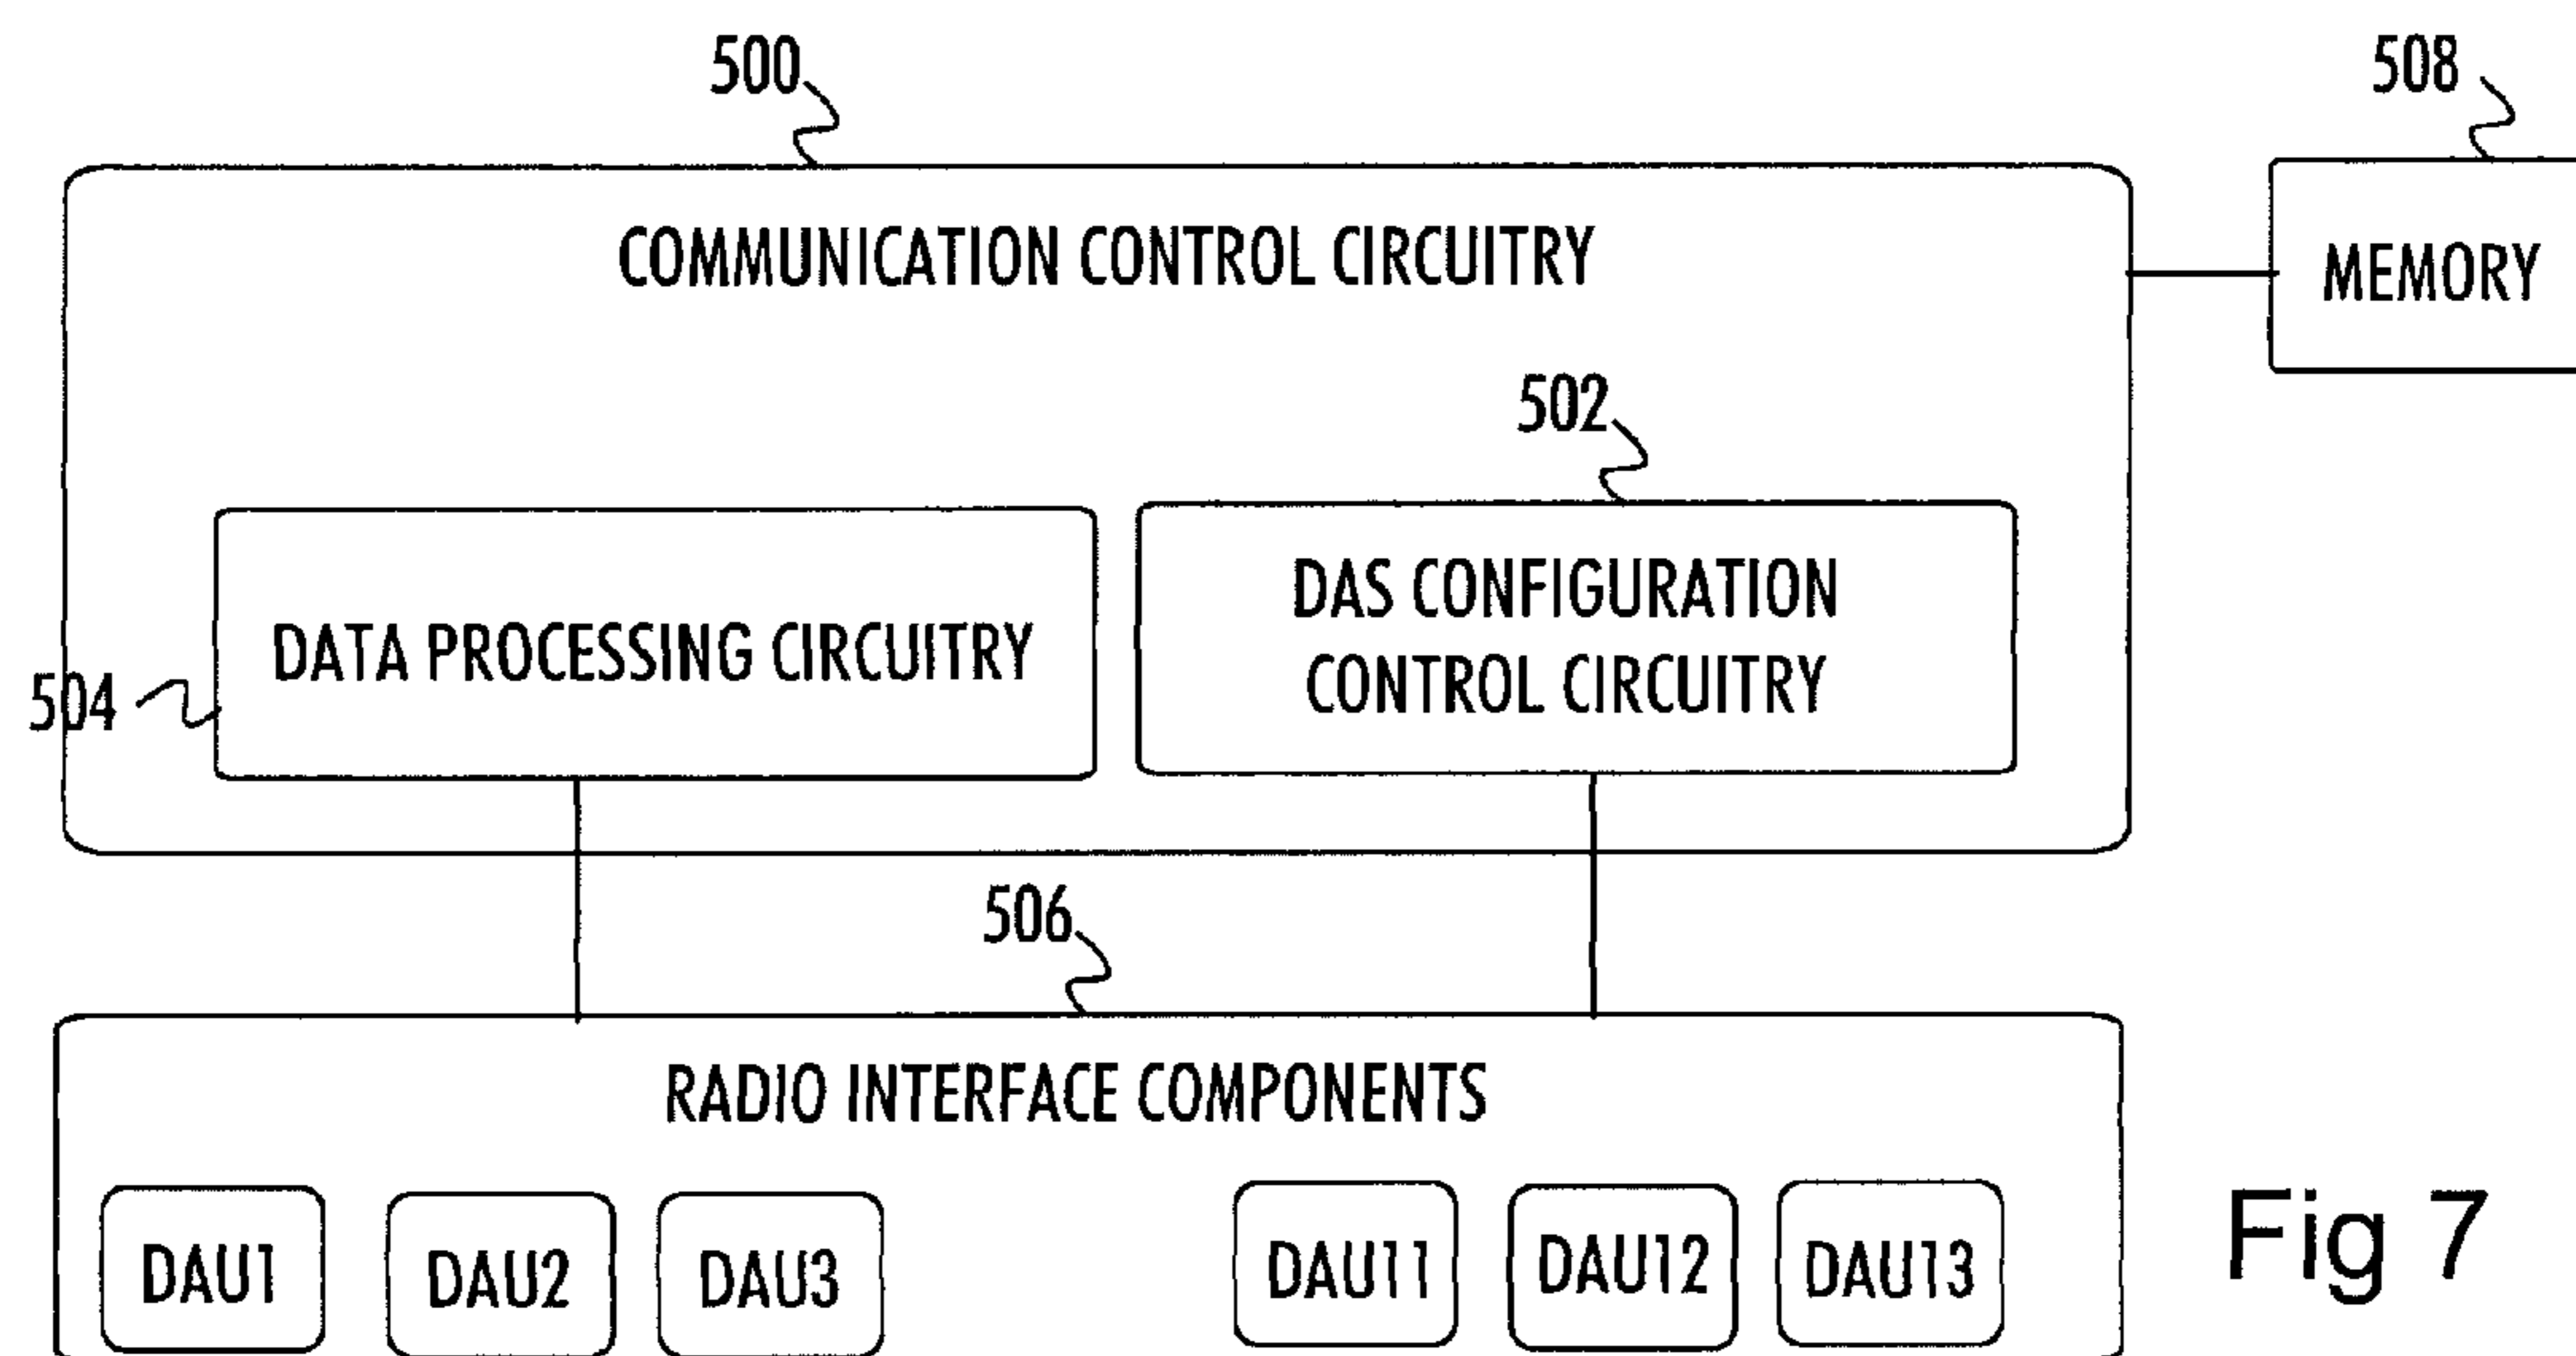 500
508
COMMUNICATION CONTROL CIRCUITRY
MEMORY
502
DATA PROCESSING CIRCUITRY
DAS CONFIGURATION
CONTROL CIRCUITRY
504
506
RADIO INTERFACE COMPONENTS
DAU1
DAU2
DAU3
DAU11
DAU12
DAU13
Fig 7